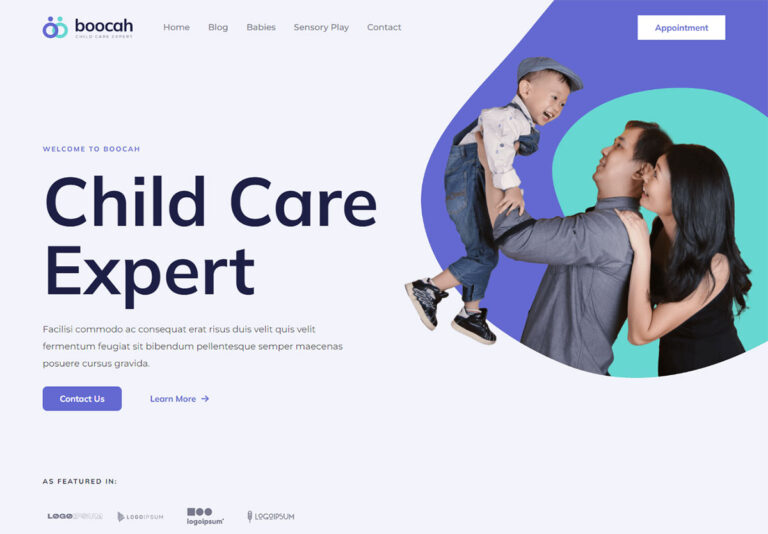 boocah
CHILD CARE EXPERT
Home Blog Babies Sensory Play Contact
Appointment
WELCOME TO BOOCAH
Child Care
Expert
Facilisi commodo ac consequat erat risus duis velit quis velit
fermentum feugiat sit bibendum pellentesque semper maecenas
posuere cursus gravida.
Contact Us Learn More →
AS FEATURED IN:
LOGOIPSUM LOGOIPSUM logoipsum® LOGOIPSUM